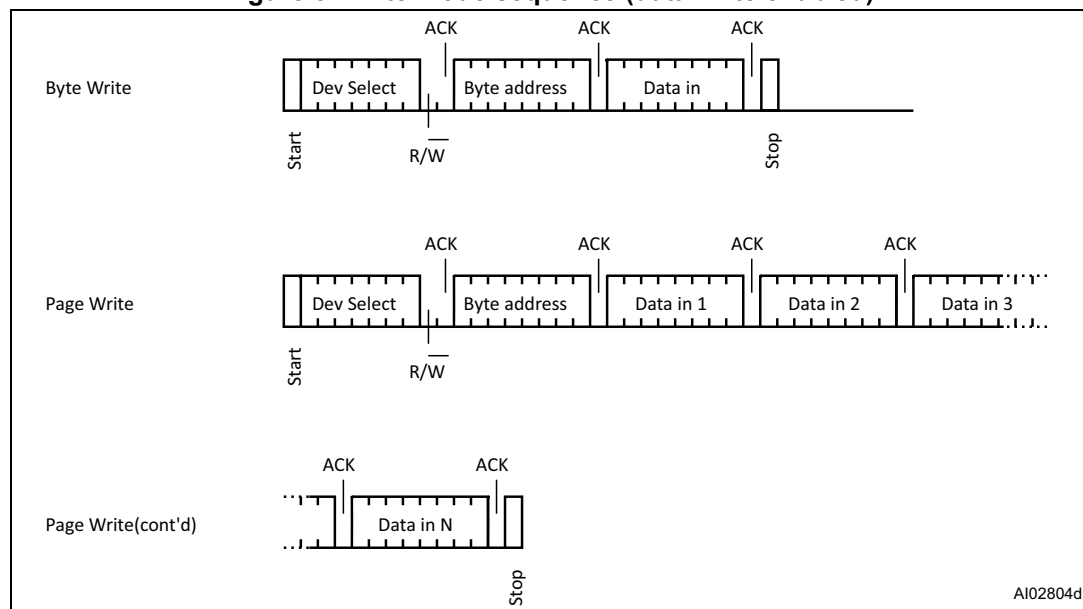 ACK ACK ACK
Byte Write Dev Select Byte address Data in
Start R/W Stop
ACK ACK ACK ACK
Page Write Dev Select Byte address Data in 1 Data in 2 Data in 3
Start R/W
ACK ACK
Page Write(cont'd) Data in N
Stop
AI02804d